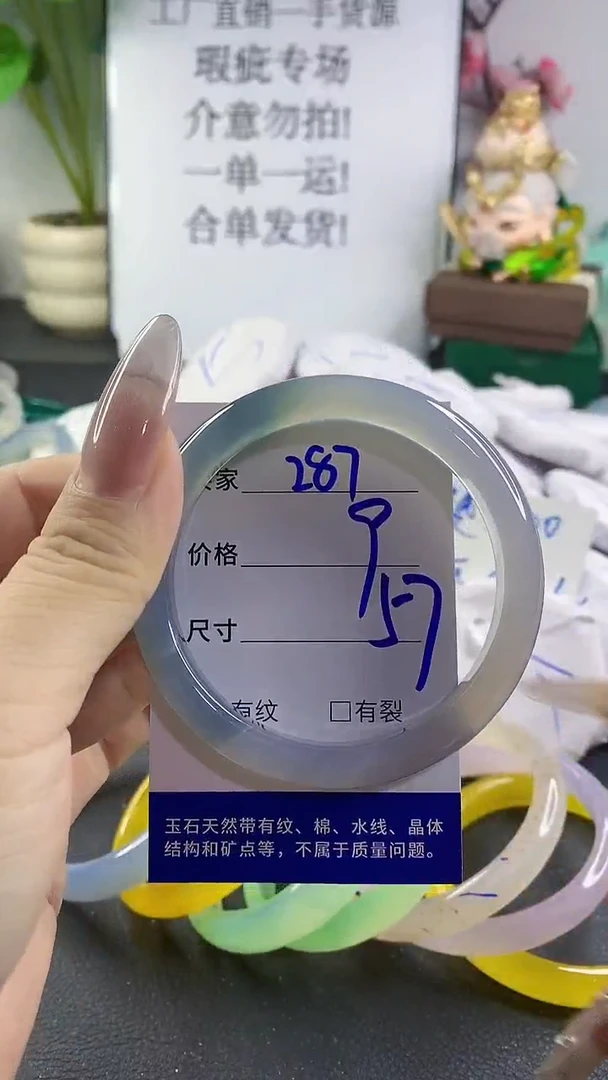 工厂直销一手货源
瑕疵专场
介意勿拍!
一单一运!
合单发货!
家 287
价格
尺寸 57
有纹 □有裂
玉石天然带有纹、棉、水线、晶体
结构和矿点等，不属于质量问题。